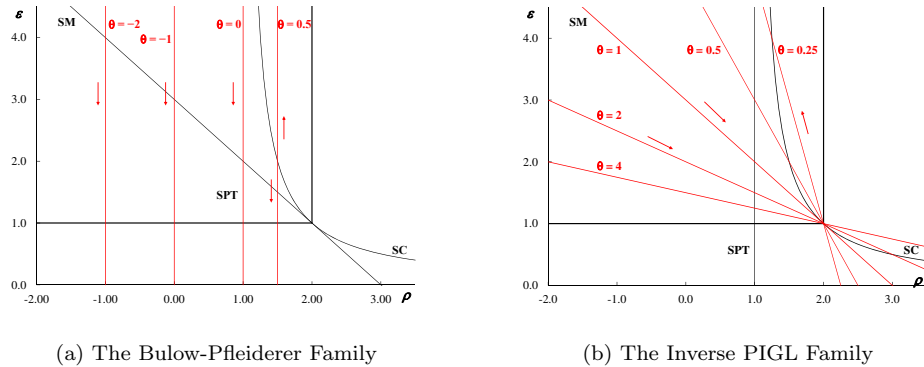 ε
SM
θ = −2
θ = −1
θ = 0
θ = 0.5
4.0
3.0
2.0
SPT
1.0
SC
0.0
-2.00
-1.00
0.00
1.00
2.00
3.00
ρ
(a) The Bulow-Pfleiderer Family
ε
SM
4.0
θ = 1
θ = 0.5
θ = 0.25
3.0
θ = 2
2.0
θ = 4
1.0
SPT
SC
0.0
-2.0
-1.0
0.0
1.0
2.0
3.0
ρ
(b) The Inverse PIGL Family